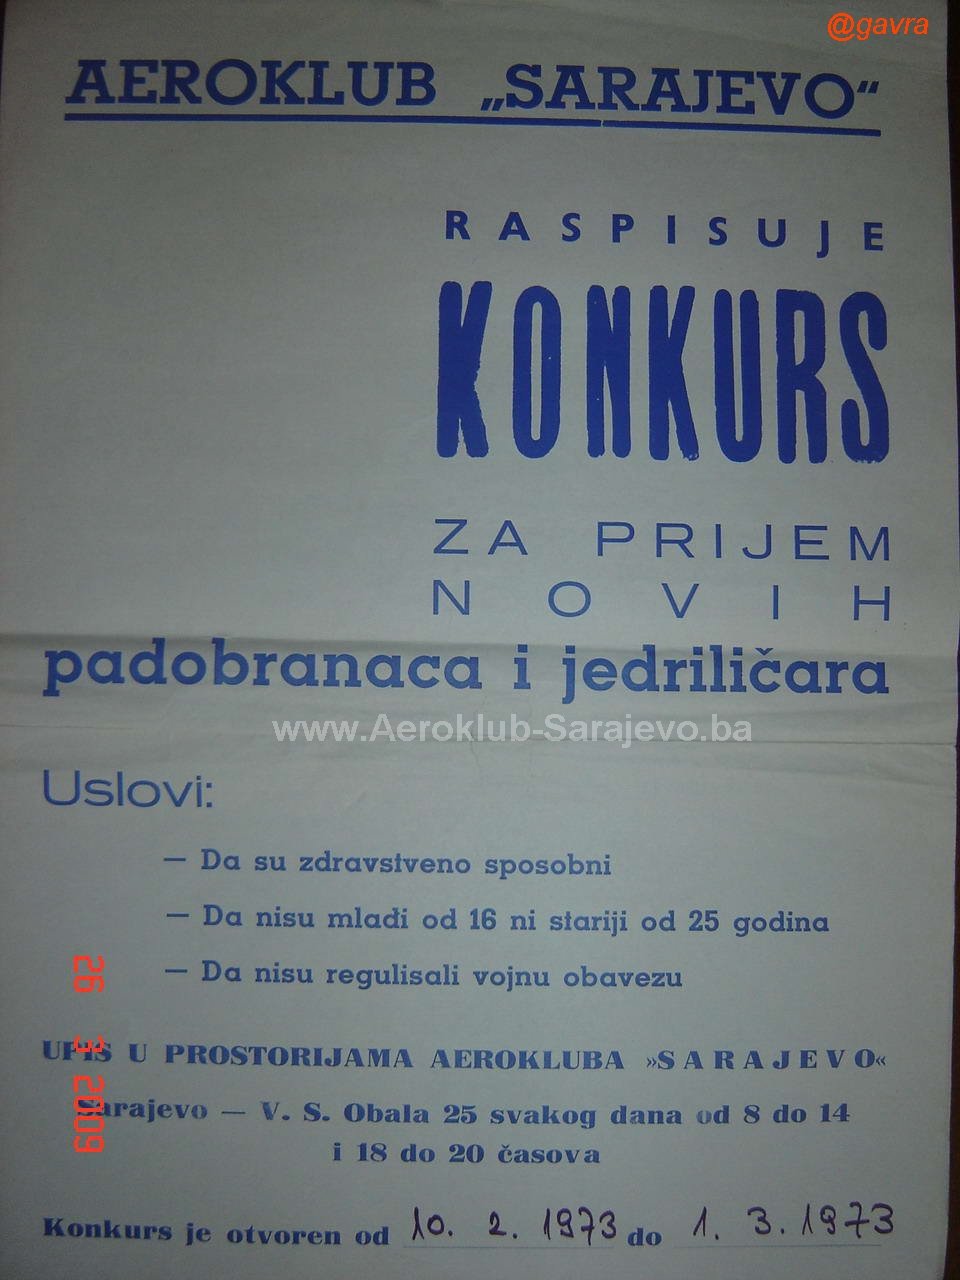 @gavra
AEROKLUB „SARAJEVO“
RASPISUJE
KONKURS
ZA PRIJEM
NOVIH
padobranaca i jedriličara
www.Aeroklub-Sarajevo.ba
Uslovi:
— Da su zdravstveno sposobni
— Da nisu mlađi od 16 ni stariji od 25 godina
— Da nisu regulisali vojnu obavezu
UPIS U PROSTORIJAMA AEROKLUBA »SARAJEVO«
Sarajevo — V. S. Obala 25 svakog dana od 8 do 14
i 18 do 20 časova
Konkurs je otvoren od 10. 2. 1973 do 1. 3. 1973
26 3 2009